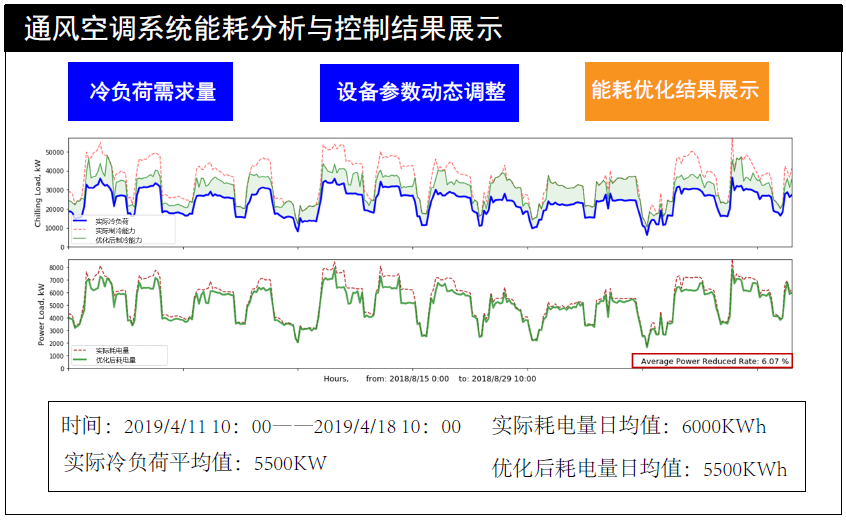 通风空调系统能耗分析与控制结果展示
冷负荷需求量
设备参数动态调整
能耗优化结果展示
Chilling Load, kW
50000
40000
30000
20000
10000
0
实际冷负荷
实际制冷能力
优化后制冷能力
Power Load, kW
8000
7000
6000
5000
4000
3000
2000
1000
0
实际耗电量
优化后耗电量
Average Power Reduced Rate: 6.07 %
Hours, from: 2018/8/15 0:00 to: 2018/8/29 10:00
时间：2019/4/11 10：00——2019/4/18 10：00
实际冷负荷平均值：5500KW
实际耗电量日均值：6000KWh
优化后耗电量日均值：5500KWh